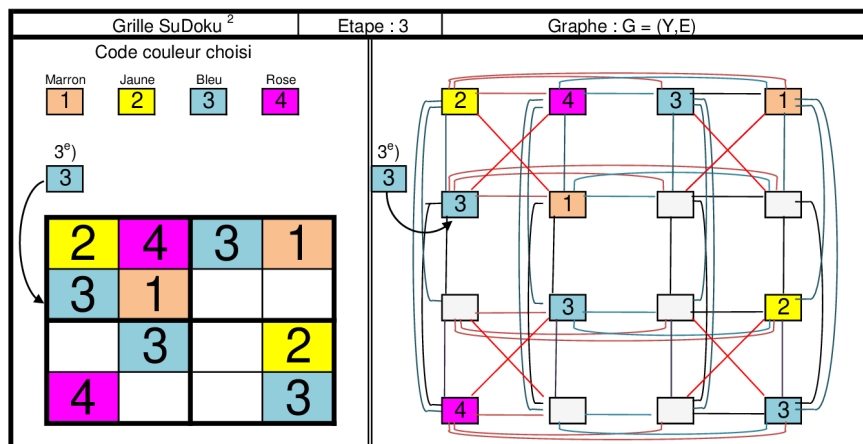 Grille SuDoku 2 Etape : 3 Graphe : G = (Y,E)
Code couleur choisi
Marron Jaune Bleu Rose
1 2 3 4
3e)
3
2 4 3 1
3 1
3 2
4 3
2 4 3 1
3
3 1
3 2
4 3